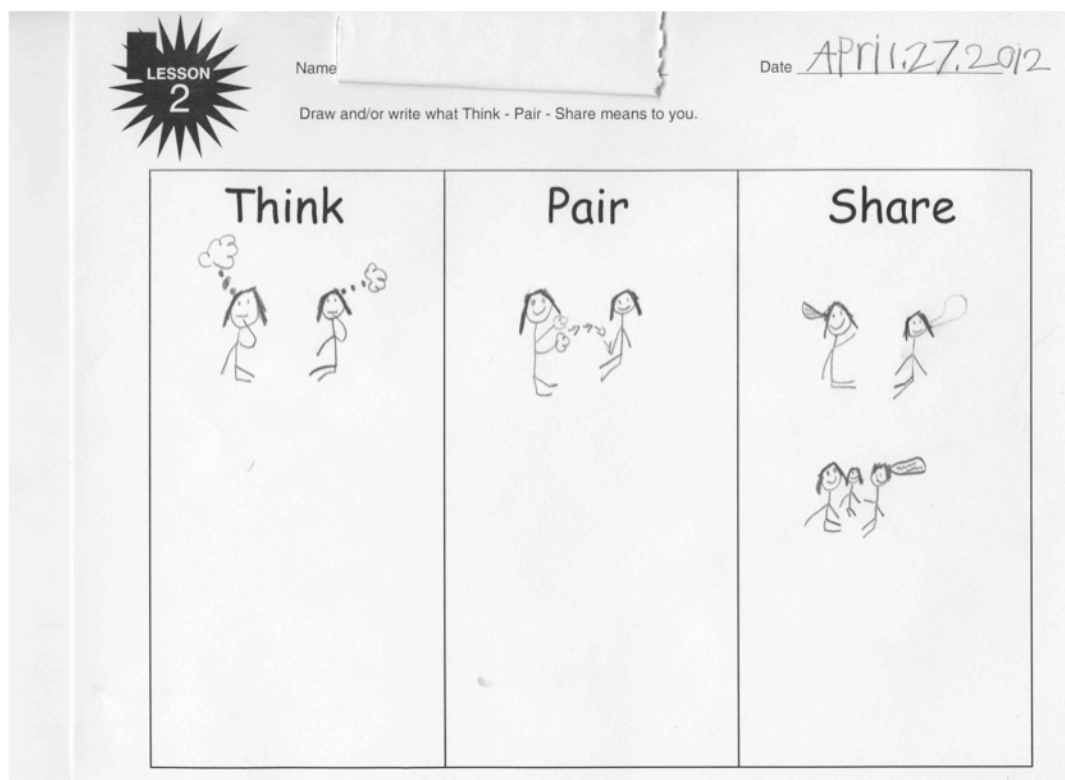 LESSON
2
Name
Date April.27.2012
Draw and/or write what Think - Pair - Share means to you.
Think
Pair
Share